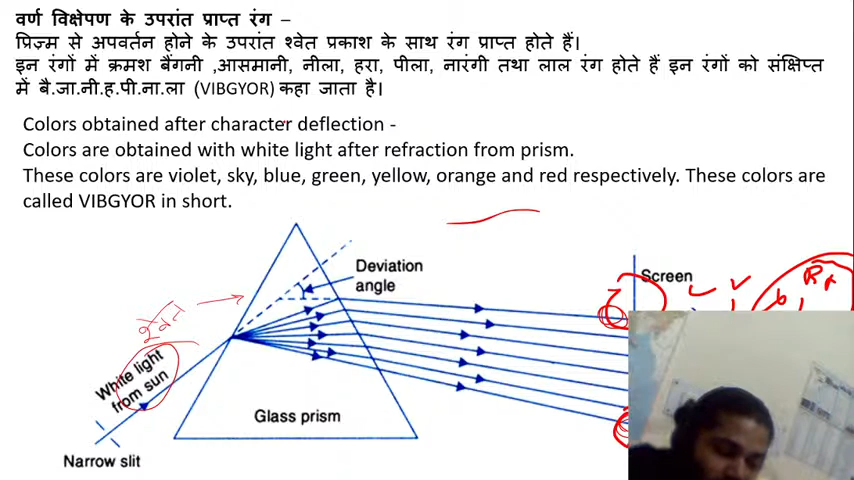 वर्ण विक्षेपण के उपरांत प्राप्त रंग –
प्रिज़्म से अपवर्तन होने के उपरांत श्वेत प्रकाश के साथ रंग प्राप्त होते हैं।
इन रंगों में क्रमश बैंगनी ,आसमानी, नीला, हरा, पीला, नारंगी तथा लाल रंग होते हैं इन रंगों को संक्षिप्त
में बै.जा.नी.ह.पी.ना.ला (VIBGYOR) कहा जाता है।
Colors obtained after character deflection -
Colors are obtained with white light after refraction from prism.
These colors are violet, sky, blue, green, yellow, orange and red respectively. These colors are
called VIBGYOR in short.
Deviation
angle
Screen
श्वेत
White light
from sun
Glass prism
Narrow slit